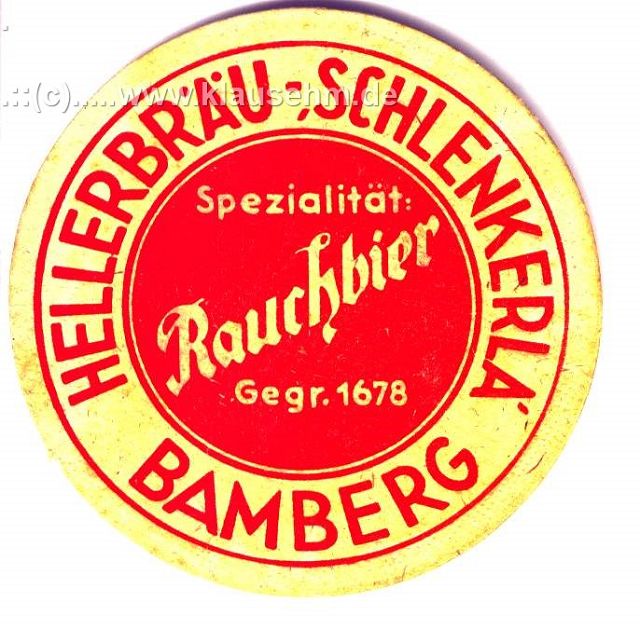 .::(c).....www.klausehm.de
HELLERBRÄU-„SCHLENKERLA“
Spezialität:
Rauchbier
Gegr. 1678
BAMBERG